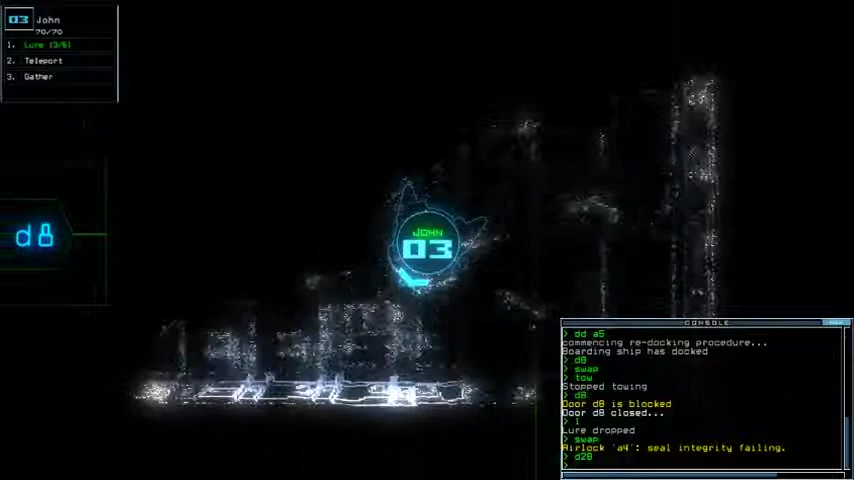 03 John
70/70
1. Lure (3/6)
2. Teleport
3. Gather
d8
JOHN
03
CONSOLE
> dd a5
commencing re-docking procedure...
Boarding ship has docked
> d8
> swap
> tow
Stopped towing
> d8
Door d8 is blocked
Door d8 closed...
> l
Lure dropped
> swap
Airlock 'a4': seal integrity failing.
> d28
>